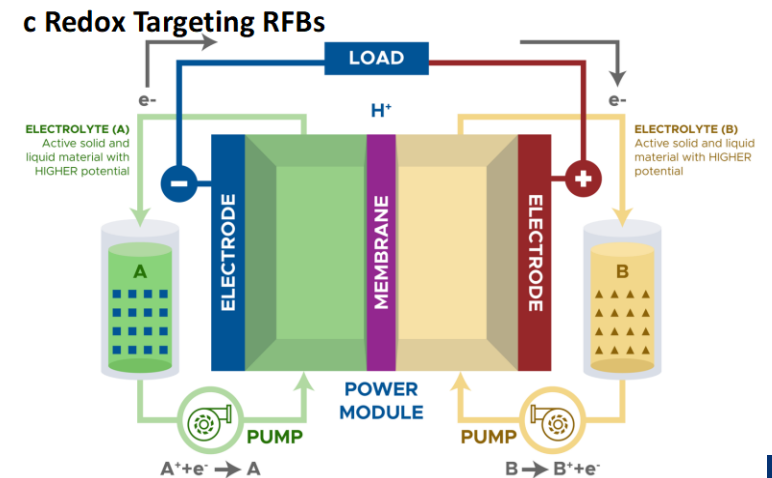 c Redox Targeting RFBs
LOAD
e-
H⁺
e-
ELECTROLYTE (A)
Active solid and
liquid material with
HIGHER potential
ELECTROLYTE (B)
Active solid and liquid
material with HIGHER
potential
−
+
ELECTRODE
MEMBRANE
ELECTRODE
A
B
POWER
MODULE
PUMP
PUMP
A⁺+e⁻ → A
B → B⁺+e⁻